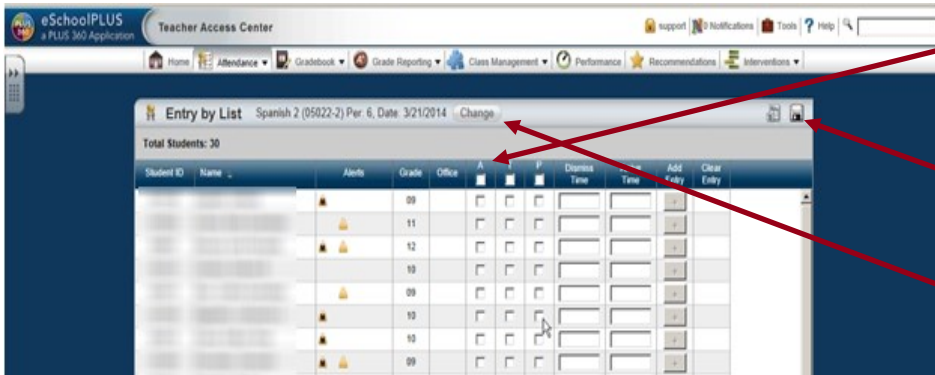 eSchoolPLUS
a PLUS 360 Application
Teacher Access Center
support 0 Notifications Tools ? Help
Home Attendance Gradebook Grade Reporting Class Management Performance Recommendations Interventions
Entry by List Spanish 2 (05022-2) Per: 6, Date: 3/21/2014 Change
Total Students: 30
Student ID Name Alerts Grade Office A P Dismiss Time Time Add Entry Clear Entry
09
11
12
10
09
10
10
09